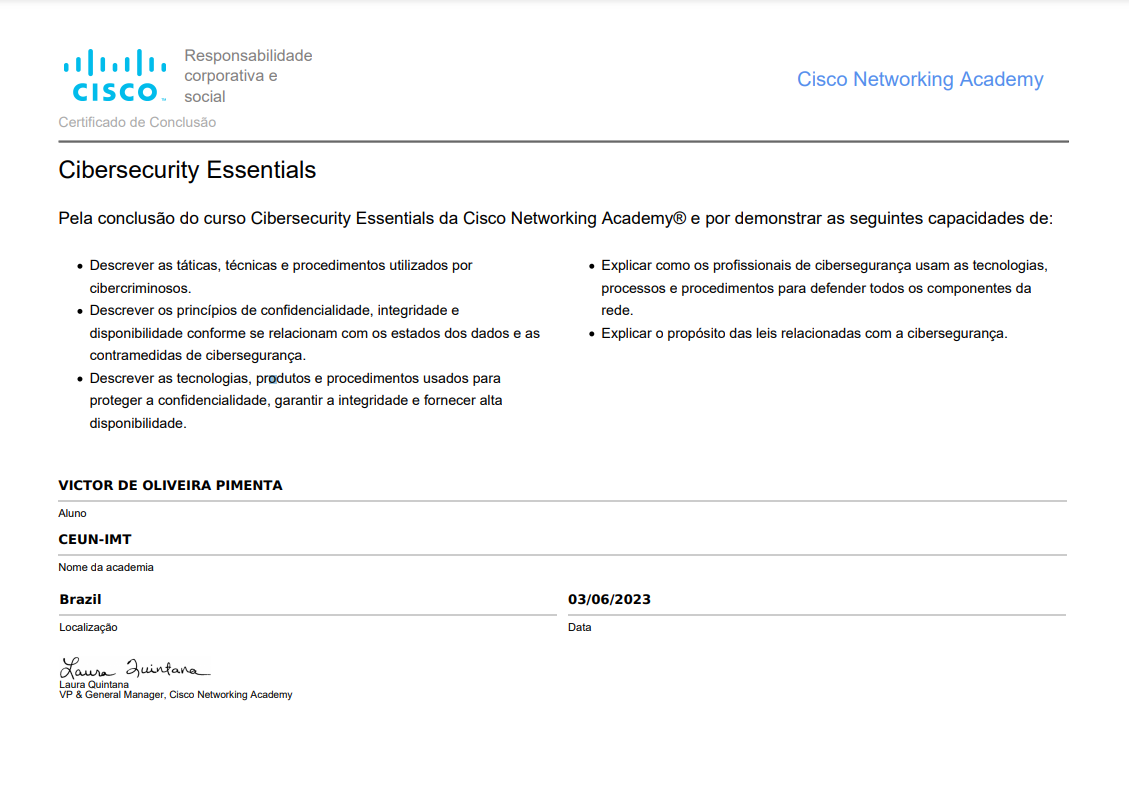 CISCO
Responsabilidade
corporativa e
social
Cisco Networking Academy
Certificado de Conclusão
Cibersecurity Essentials
Pela conclusão do curso Cibersecurity Essentials da Cisco Networking Academy® e por demonstrar as seguintes capacidades de:
• Descrever as táticas, técnicas e procedimentos utilizados por
cibercriminosos.
• Descrever os princípios de confidencialidade, integridade e
disponibilidade conforme se relacionam com os estados dos dados e as
contramedidas de cibersegurança.
• Descrever as tecnologias, produtos e procedimentos usados para
proteger a confidencialidade, garantir a integridade e fornecer alta
disponibilidade.
• Explicar como os profissionais de cibersegurança usam as tecnologias,
processos e procedimentos para defender todos os componentes da
rede.
• Explicar o propósito das leis relacionadas com a cibersegurança.
VICTOR DE OLIVEIRA PIMENTA
Aluno
CEUN-IMT
Nome da academia
Brazil
Localização
03/06/2023
Data
Laura Quintana
Laura Quintana
VP & General Manager, Cisco Networking Academy